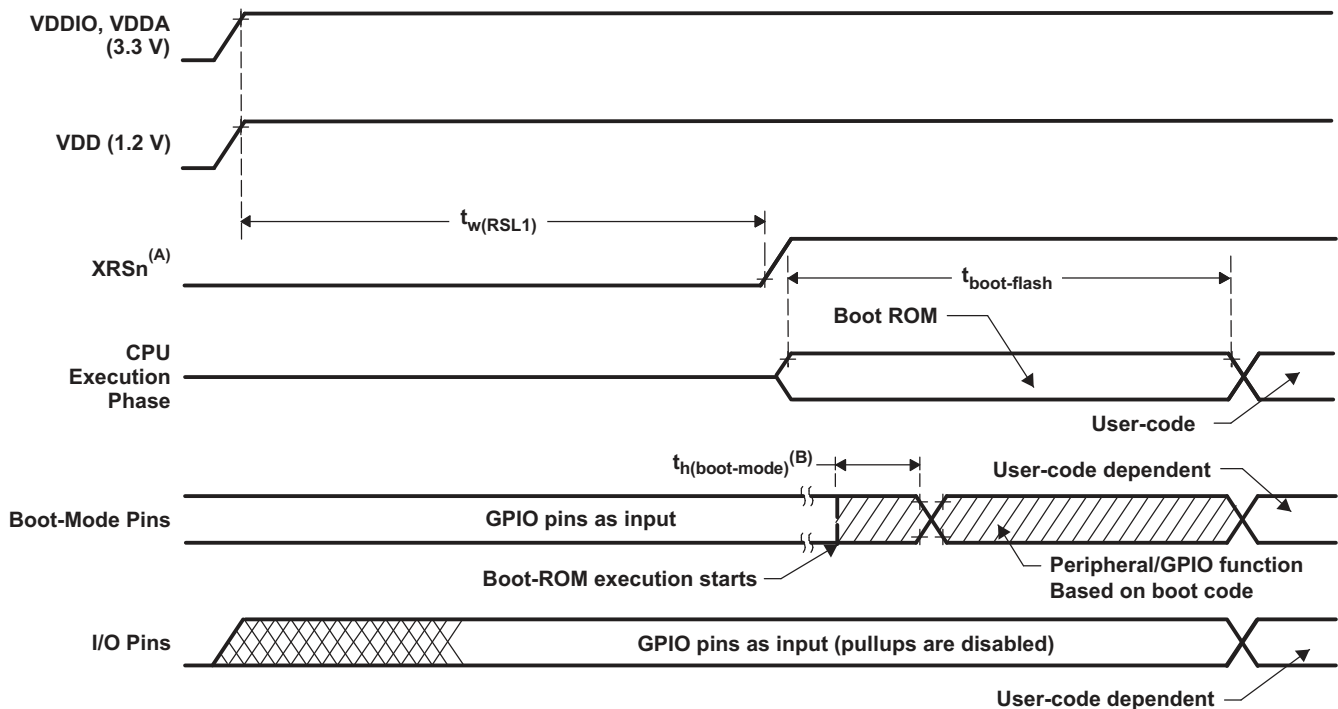 VDDIO, VDDA
(3.3 V)
VDD (1.2 V)
tw(RSL1)
XRSn(A)
tboot-flash
Boot ROM
CPU
Execution
Phase
User-code
th(boot-mode)(B)
User-code dependent
Boot-Mode Pins
GPIO pins as input
Boot-ROM execution starts
Peripheral/GPIO function
Based on boot code
I/O Pins
GPIO pins as input (pullups are disabled)
User-code dependent